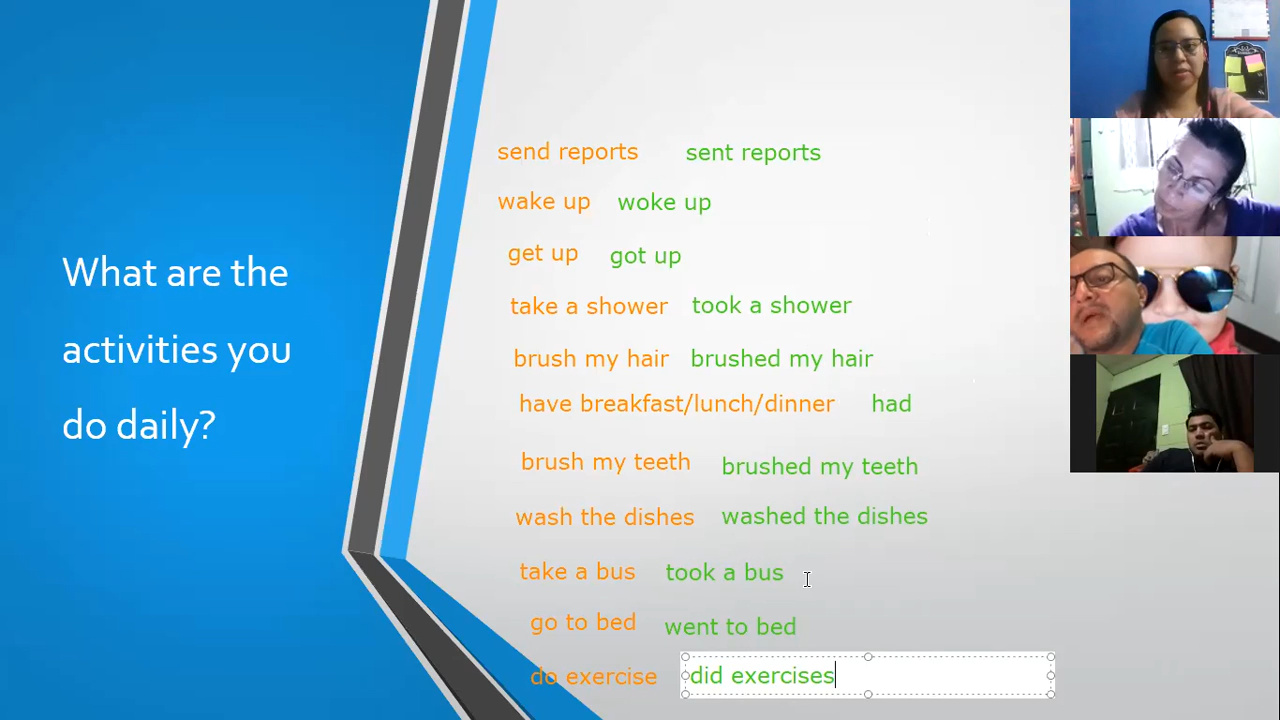 What are the
activities you
do daily?
send reports sent reports
wake up woke up
get up got up
take a shower took a shower
brush my hair brushed my hair
have breakfast/lunch/dinner had
brush my teeth brushed my teeth
wash the dishes washed the dishes
take a bus took a bus
go to bed went to bed
do exercise did exercises